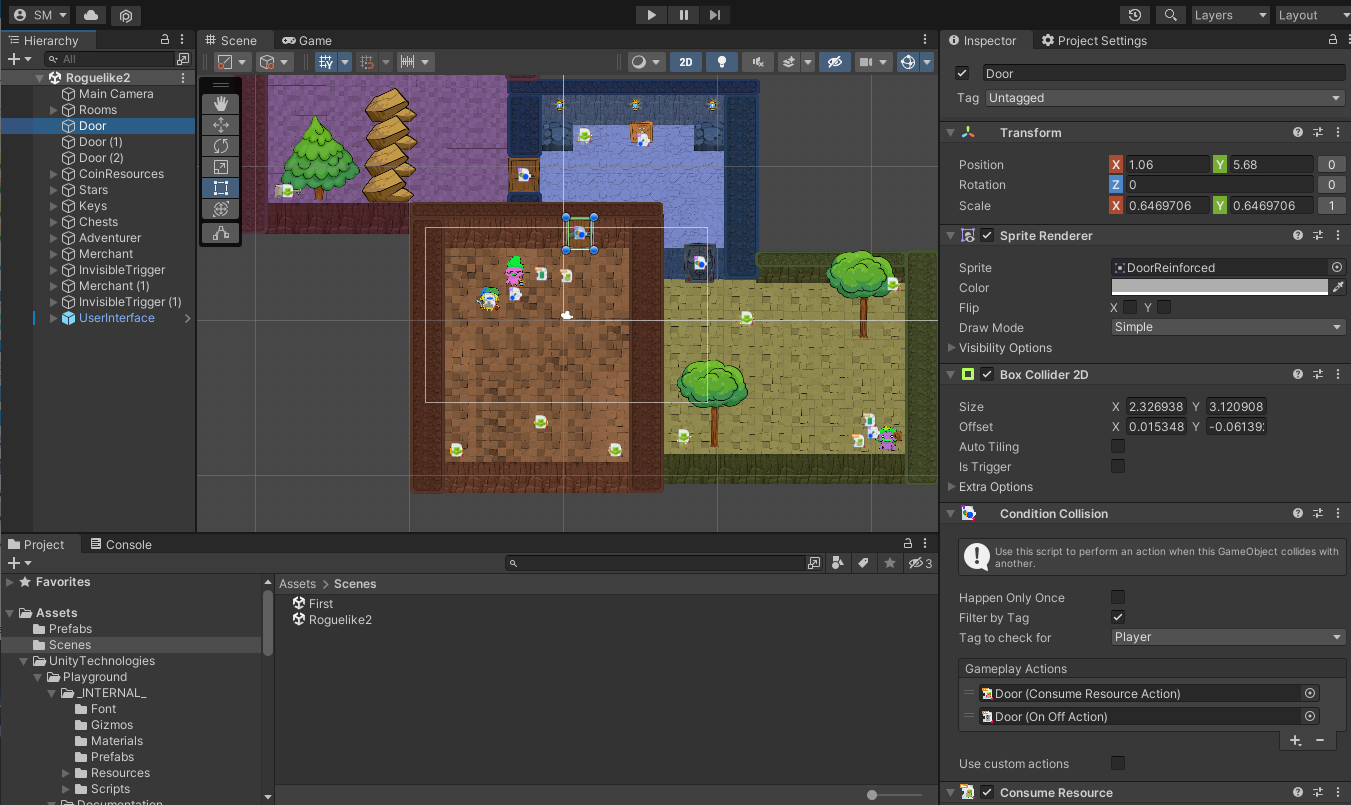 SM
Layers
Layout
Hierarchy
All
Roguelike2
Main Camera
Rooms
Door
Door (1)
Door (2)
CoinResources
Stars
Keys
Chests
Adventurer
Merchant
InvisibleTrigger
Merchant (1)
InvisibleTrigger (1)
UserInterface
Scene
Game
2D
Project
Console
3
Favorites
Assets
Prefabs
Scenes
UnityTechnologies
Playground
_INTERNAL_
Font
Gizmos
Materials
Prefabs
Resources
Scripts
Documentation
Assets > Scenes
First
Roguelike2
Inspector
Project Settings
Door
Tag Untagged
Transform
Position X 1.06 Y 5.68 0
Rotation Z 0 0
Scale X 0.6469706 Y 0.6469706 1
Sprite Renderer
Sprite DoorReinforced
Color
Flip X Y
Draw Mode Simple
Visibility Options
Box Collider 2D
Size X 2.326938 Y 3.120908
Offset X 0.015348 Y -0.06139
Auto Tiling
Is Trigger
Extra Options
Condition Collision
Use this script to perform an action when this GameObject collides with
another.
Happen Only Once
Filter by Tag
Tag to check for Player
Gameplay Actions
Door (Consume Resource Action)
Door (On Off Action)
Use custom actions
Consume Resource